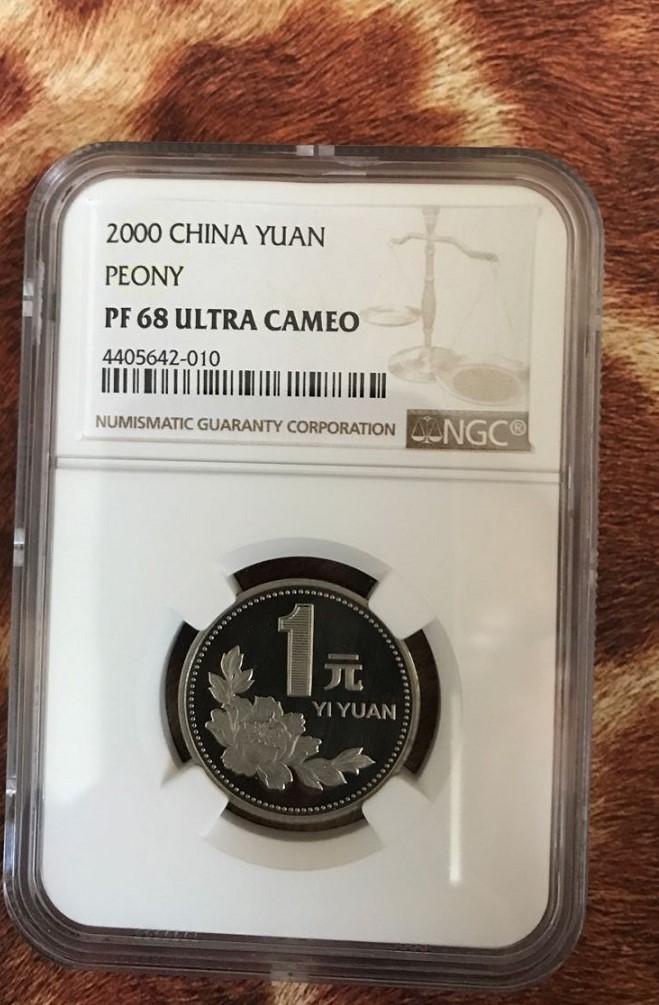 2000 CHINA YUAN
PEONY
PF 68 ULTRA CAMEO
4405642-010
NUMISMATIC GUARANTY CORPORATION NGC®
1元
YI YUAN